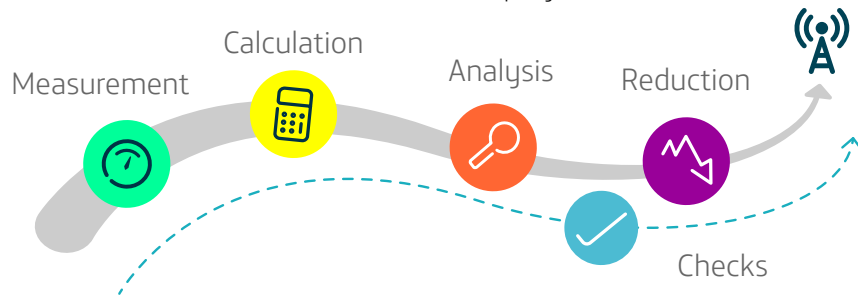 Measurement
Calculation
Analysis
Reduction
Checks